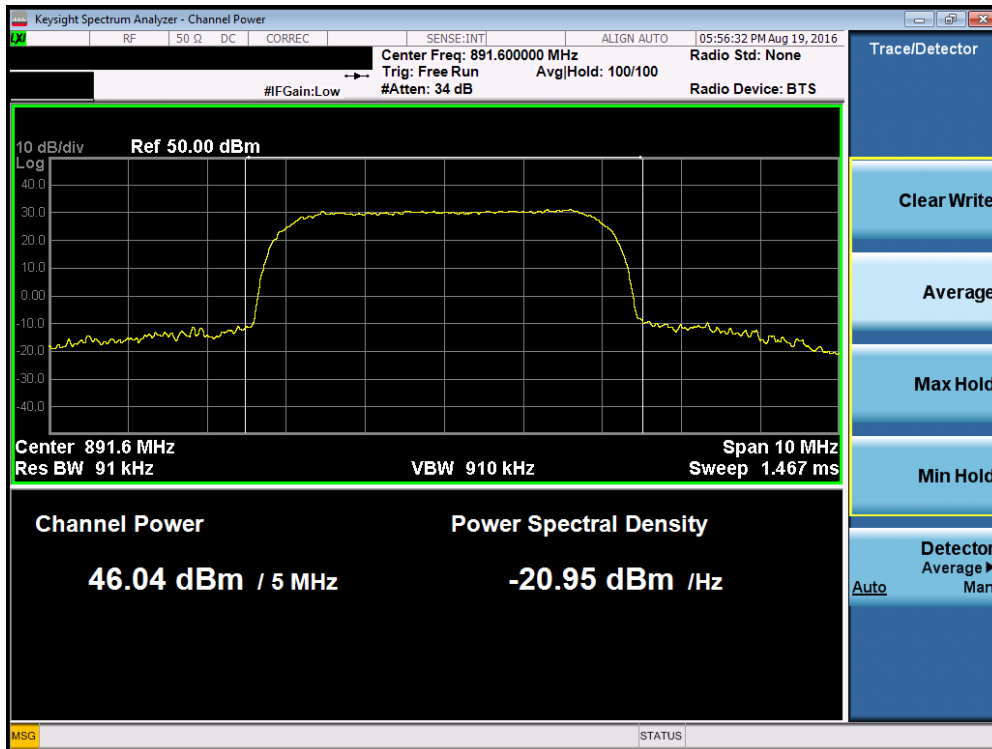 Keysight Spectrum Analyzer - Channel Power
LXI RF 50 Ω DC CORREC SENSE:INT ALIGN AUTO 05:56:32 PM Aug 19, 2016
Center Freq: 891.600000 MHz Radio Std: None
Trig: Free Run Avg|Hold: 100/100
#IFGain:Low #Atten: 34 dB Radio Device: BTS
Trace/Detector
10 dB/div Ref 50.00 dBm
Log
40.0
30.0
20.0
10.0
0.00
-10.0
-20.0
-30.0
-40.0
Center 891.6 MHz Span 10 MHz
Res BW 91 kHz VBW 910 kHz Sweep 1.467 ms
Channel Power Power Spectral Density
46.04 dBm / 5 MHz -20.95 dBm /Hz
Clear Write
Average
Max Hold
Min Hold
Detector
Average
Auto Man
MSG STATUS